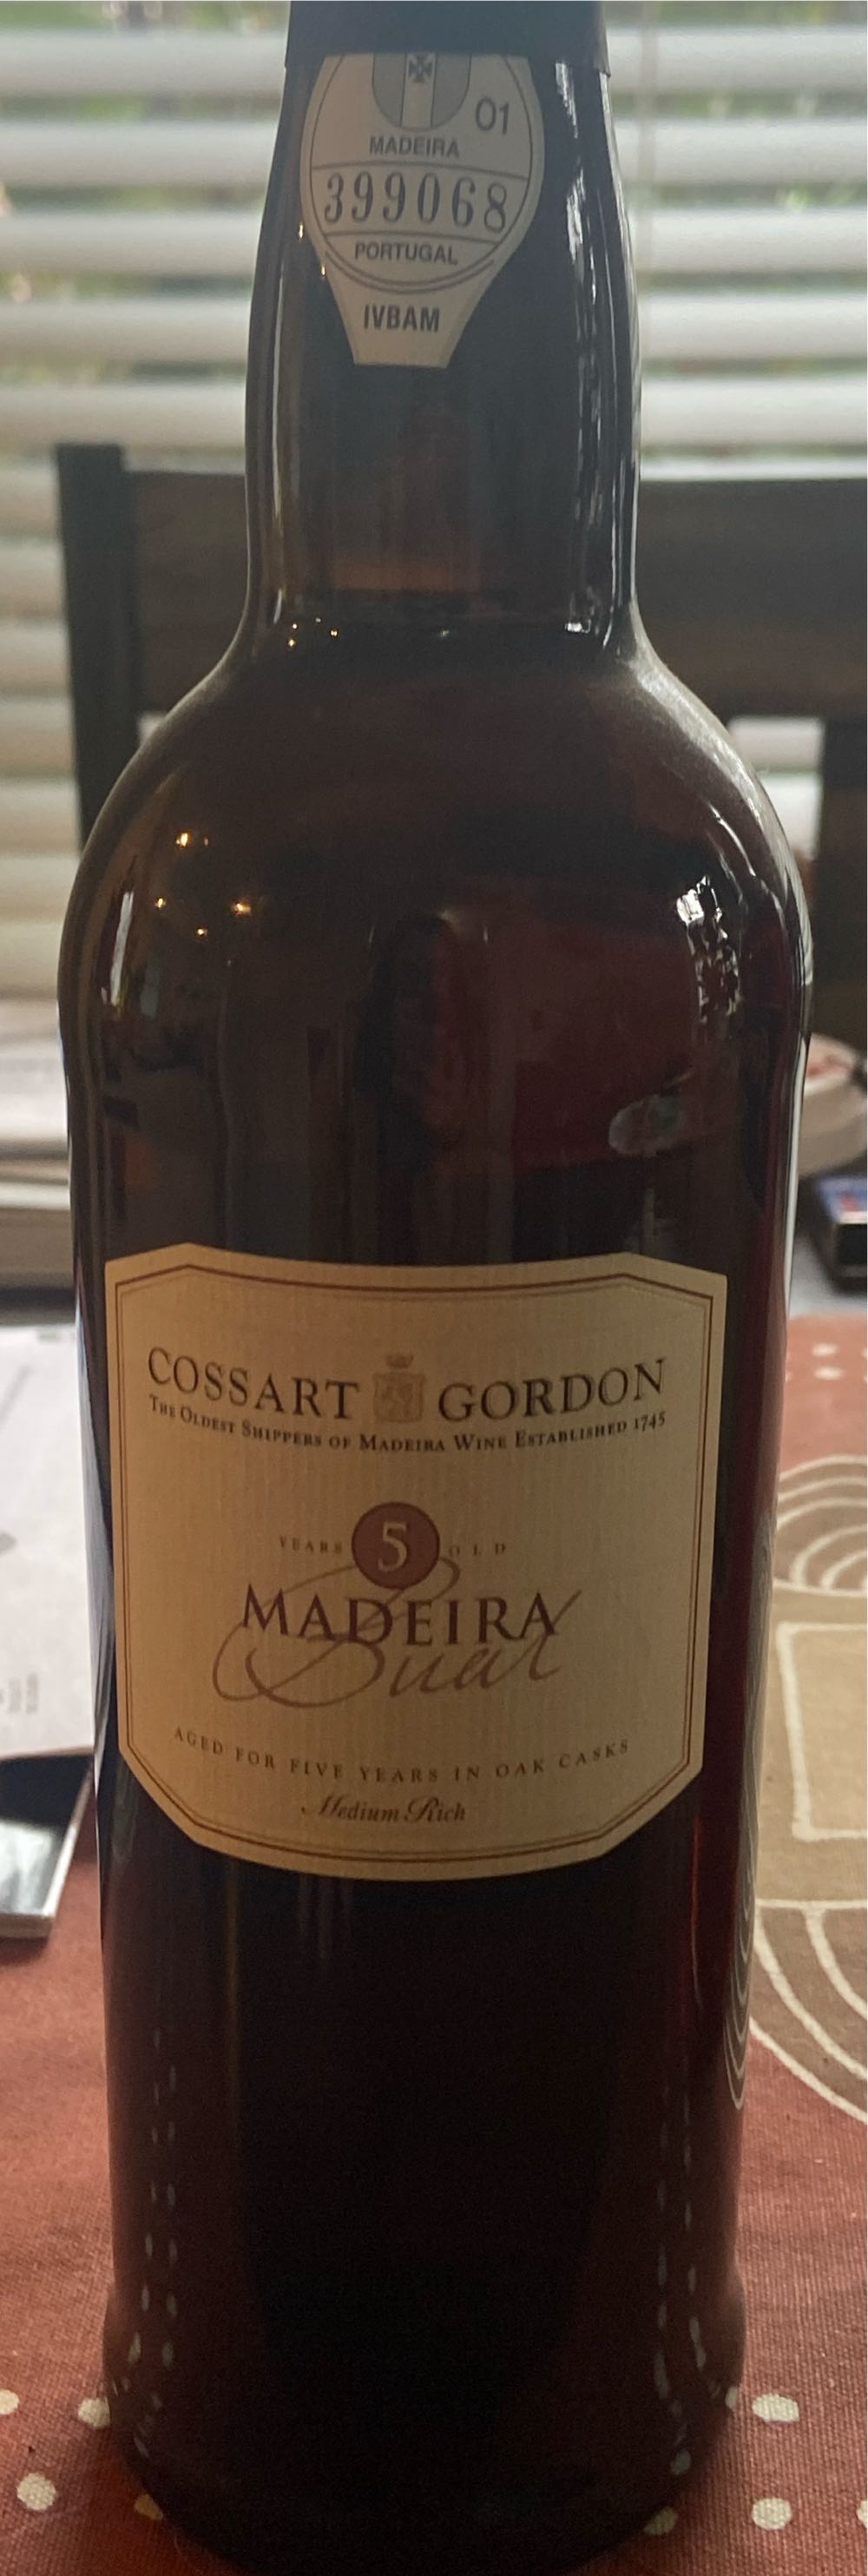 01
MADEIRA
399068
PORTUGAL
IVBAM
COSSART GORDON
THE OLDEST SHIPPERS OF MADEIRA WINE ESTABLISHED 1745
YEARS 5 OLD
MADEIRA
Bual
AGED FOR FIVE YEARS IN OAK CASKS
Medium Rich